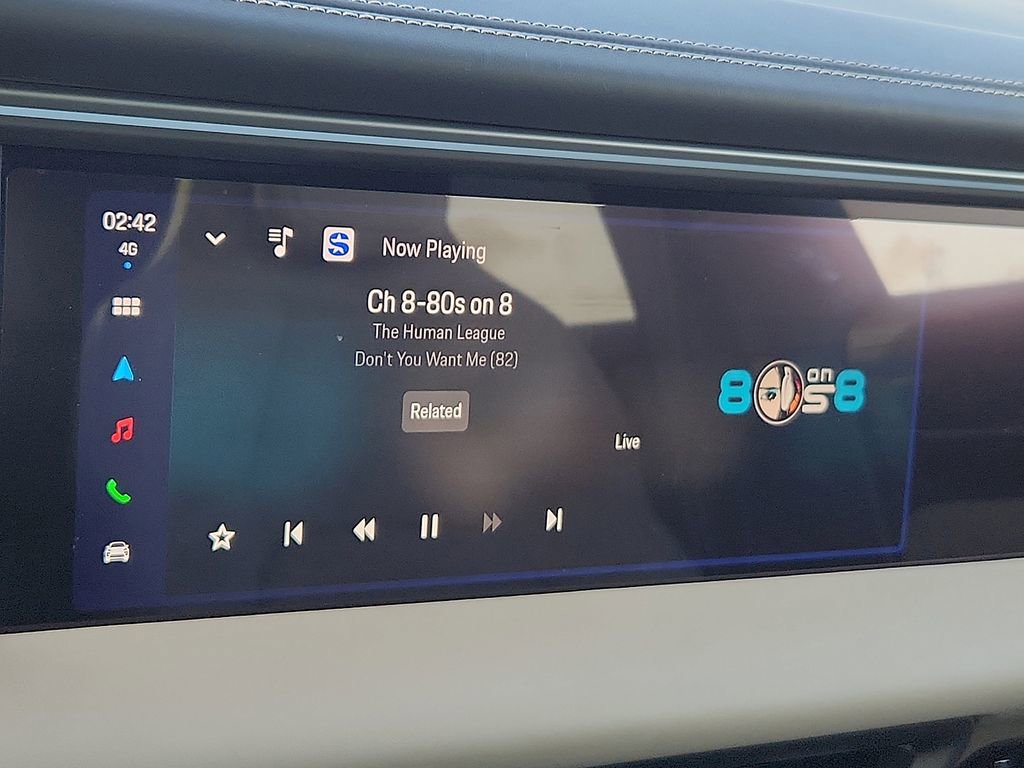 02:42
4G
Now Playing
Ch 8-80s on 8
The Human League
Don't You Want Me (82)
Related
Live
80s on 8